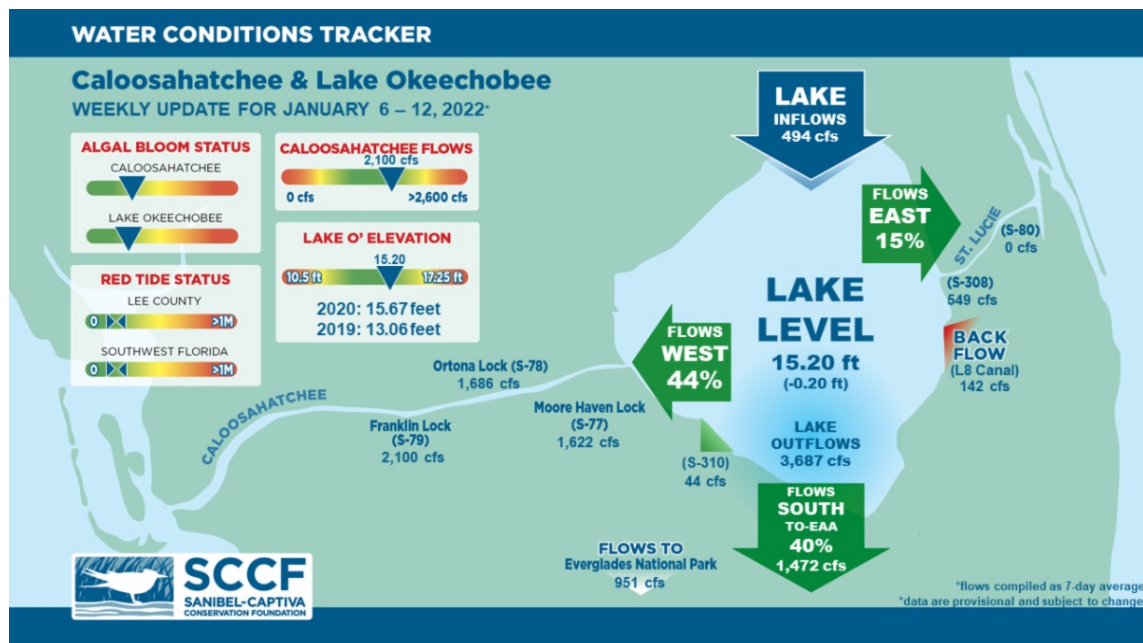 WATER CONDITIONS TRACKER
Caloosahatchee & Lake Okeechobee
WEEKLY UPDATE FOR JANUARY 6 – 12, 2022*
ALGAL BLOOM STATUS
CALOOSAHATCHEE
LAKE OKEECHOBEE
RED TIDE STATUS
LEE COUNTY
0 >1M
SOUTHWEST FLORIDA
0 >1M
CALOOSAHATCHEE FLOWS
2,100 cfs
0 cfs >2,600 cfs
LAKE O' ELEVATION
15.20
10.5 ft 17.25 ft
2020: 15.67 feet
2019: 13.06 feet
LAKE
INFLOWS
494 cfs
FLOWS
EAST
15%
ST. LUCIE
(S-80)
0 cfs
(S-308)
549 cfs
BACK
FLOW
(L8 Canal)
142 cfs
LAKE
LEVEL
15.20 ft
(-0.20 ft)
LAKE
OUTFLOWS
3,687 cfs
FLOWS
WEST
44%
Ortona Lock (S-78)
1,686 cfs
CALOOSAHATCHEE
Franklin Lock
(S-79)
2,100 cfs
Moore Haven Lock
(S-77)
1,622 cfs
(S-310)
44 cfs
FLOWS
SOUTH
TO-EAA
40%
1,472 cfs
FLOWS TO
Everglades National Park
951 cfs
SCCF
SANIBEL-CAPTIVA
CONSERVATION FOUNDATION
*flows compiled as 7-day average
*data are provisional and subject to change